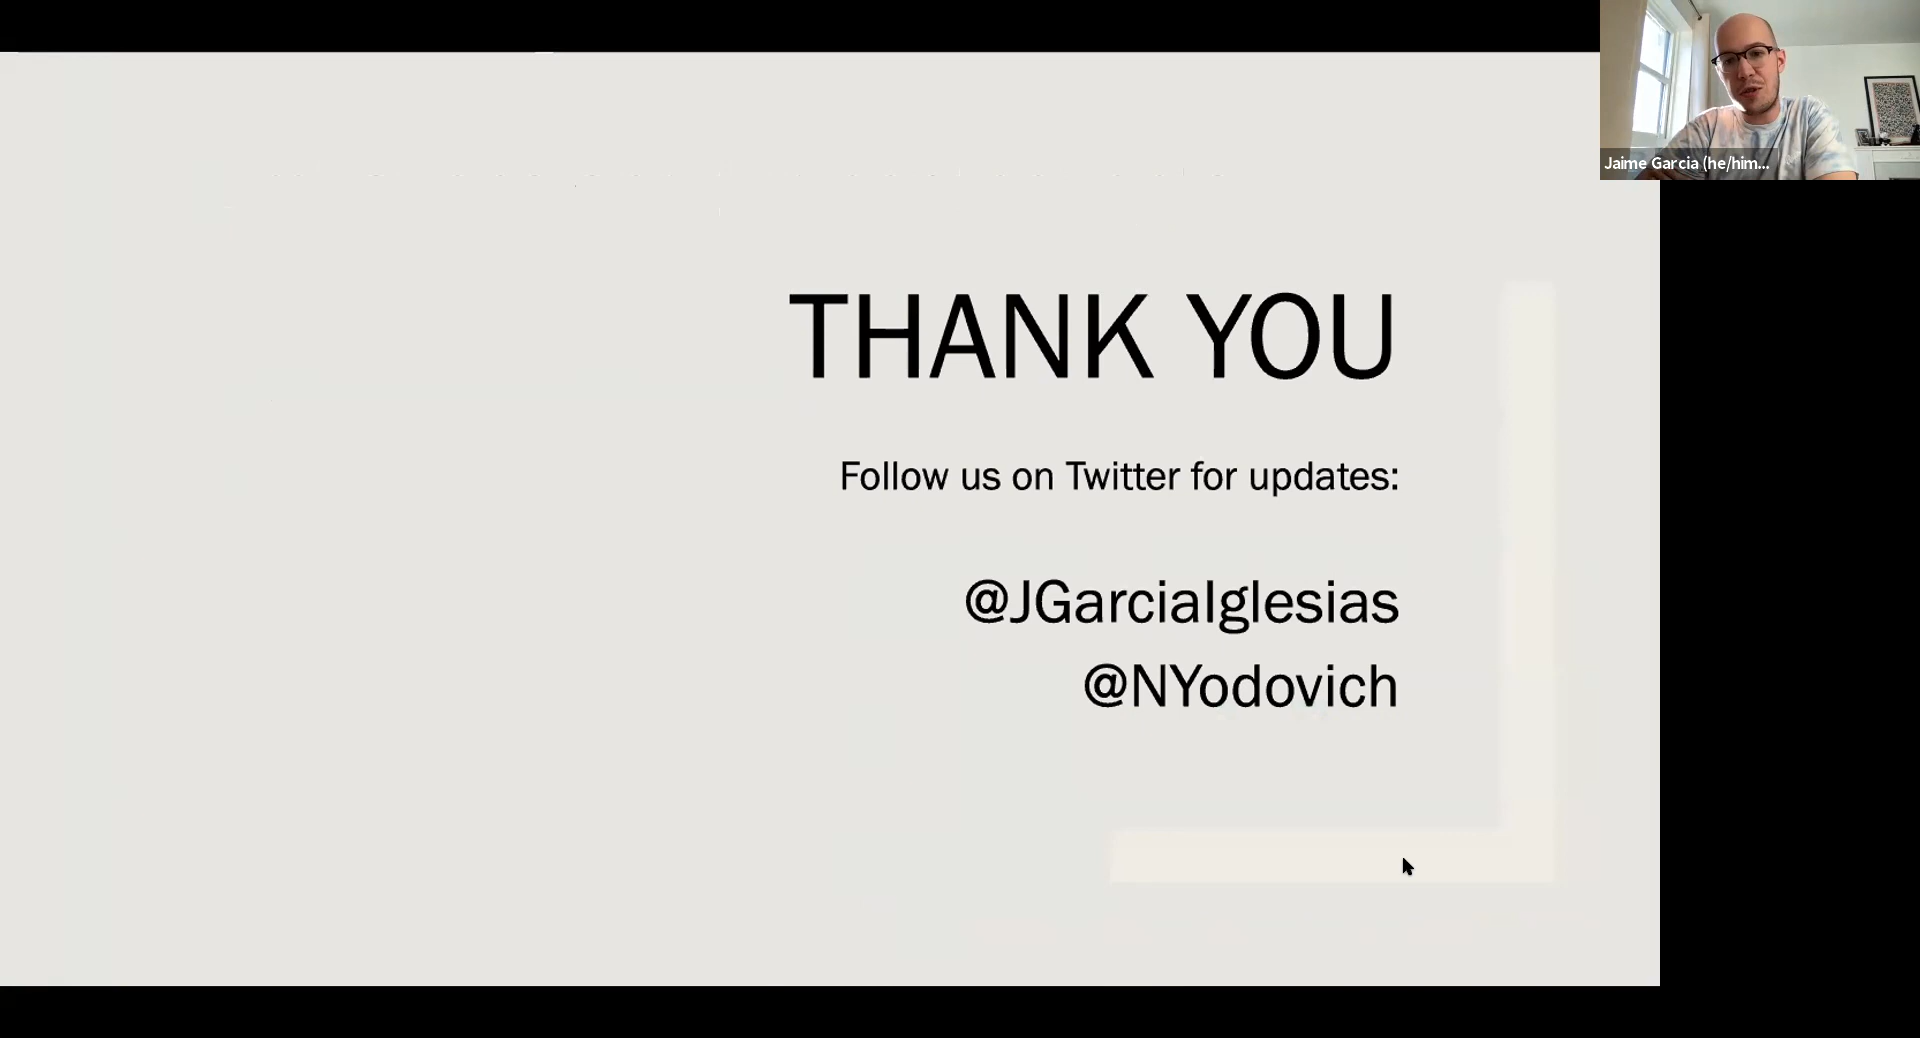 THANK YOU
Follow us on Twitter for updates:
@JGarciaIglesias
@NYodovich
Jaime Garcia (he/him...